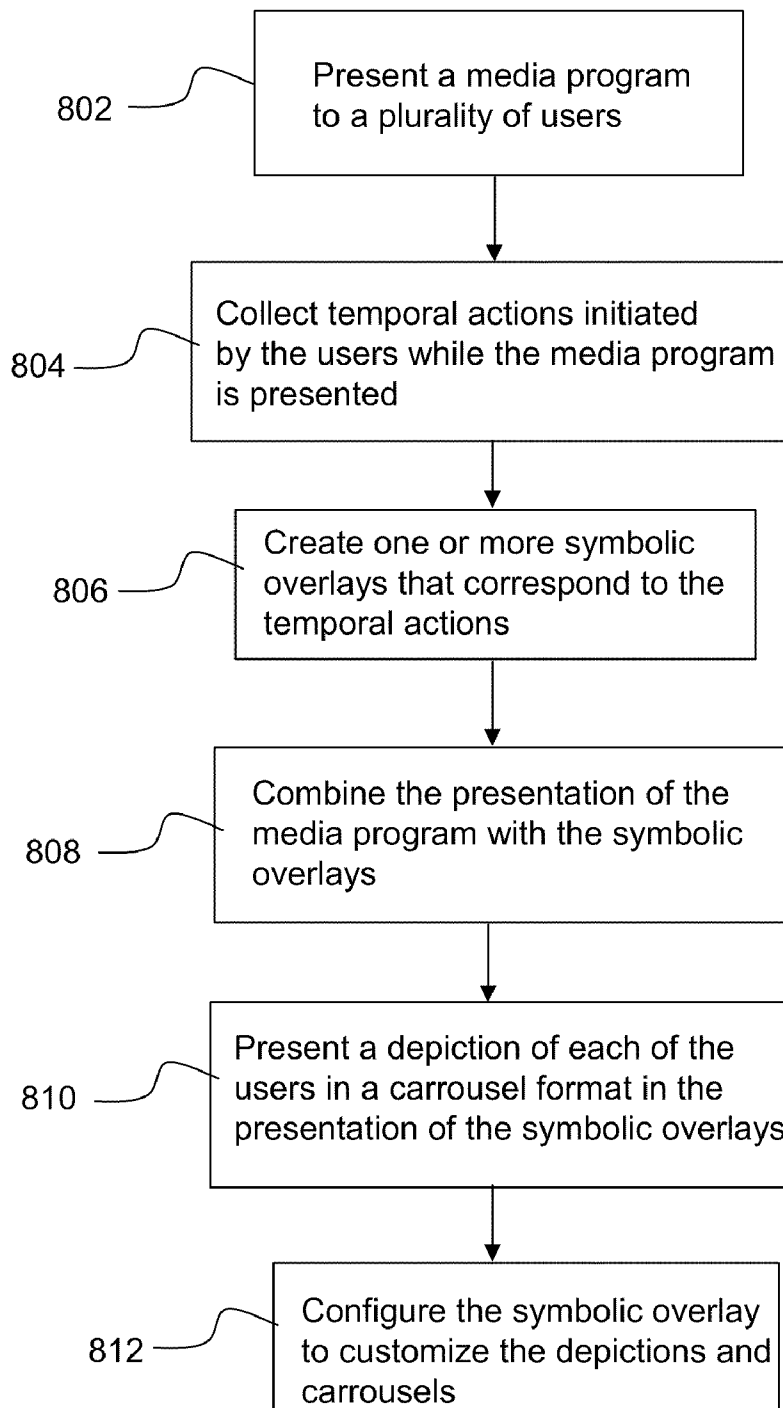 802
Present a media program
to a plurality of users
804
Collect temporal actions initiated
by the users while the media program
is presented
806
Create one or more symbolic
overlays that correspond to the
temporal actions
808
Combine the presentation of the
media program with the symbolic
overlays
810
Present a depiction of each of the
users in a carrousel format in the
presentation of the symbolic overlays
812
Configure the symbolic overlay
to customize the depictions and
carrousels